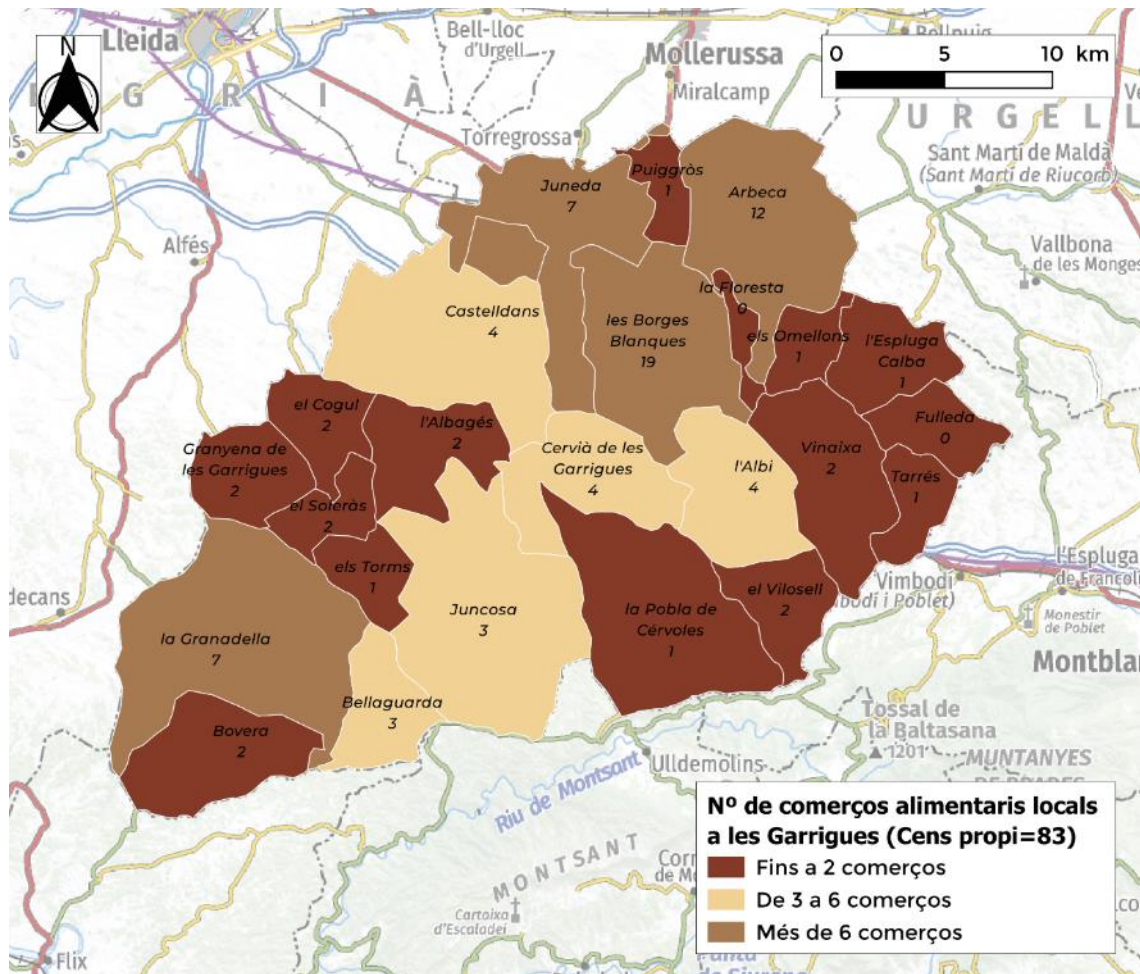 N
Lleida
Bell-lloc
d'Urgell
Mollerussa
Miralcamp
0 5 10 km
Bellpuig
G R I À
U R G E L L
Torregrossa
Sant Martí de Maldà
(Sant Martí de Riucorb)
Puiggròs
1
Juneda
7
Arbeca
12
Alfés
Vallbona
de les Monges
la Floresta
0
Castelldans
4
les Borges
Blanques
19
els Omellons
1
l'Espluga
Calba
1
el Cogul
2
l'Albagés
2
Fulleda
0
Granyena de
les Garrigues
2
Cervià de les
Garrigues
4
l'Albi
4
Vinaixa
2
Tarrés
1
el Soleràs
2
els Torms
1
l'Espluga
de Francolí
Vimbodí
bodí i Poblet)
el Vilosell
2
decans
Juncosa
3
la Pobla de
Cérvoles
1
Monestir
de Poblet
la Granadella
7
Montblan
Bellaguarda
3
Bovera
2
Tossal de
la Baltasana
1201
Ulldemolins
MUNTANYES
DE PRADES
Riu de Montsant
Nº de comerços alimentaris locals
a les Garrigues (Cens propi=83)
Fins a 2 comerços
De 3 a 6 comerços
Més de 6 comerços
MONTSANT
Cartoixa
d'Escaladei
Flix